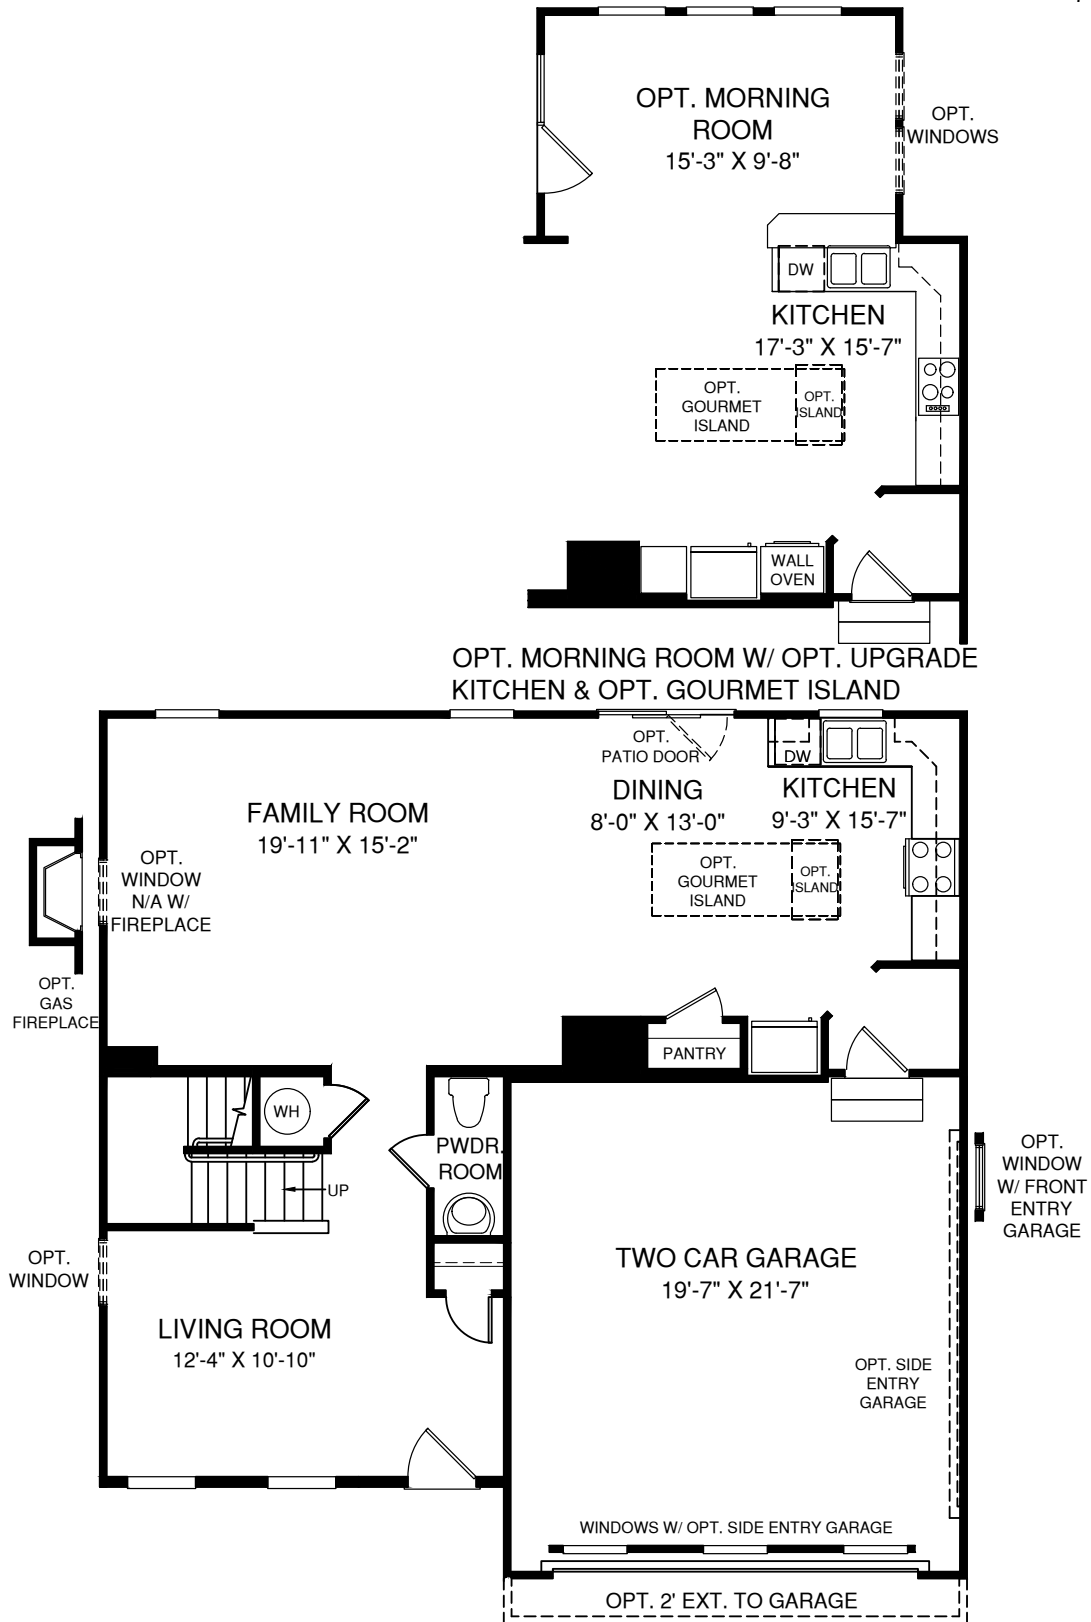 OPT. MORNING
ROOM
15'-3" X 9'-8"
OPT.
WINDOWS
DW
KITCHEN
17'-3" X 15'-7"
OPT.
GOURMET
ISLAND
OPT.
ISLAND
WALL
OVEN
OPT. MORNING ROOM W/ OPT. UPGRADE
KITCHEN & OPT. GOURMET ISLAND
OPT.
PATIO DOOR
DW
FAMILY ROOM
19'-11" X 15'-2"
DINING
8'-0" X 13'-0"
KITCHEN
9'-3" X 15'-7"
OPT.
WINDOW
N/A W/
FIREPLACE
OPT.
GOURMET
ISLAND
OPT.
ISLAND
OPT.
GAS
FIREPLACE
PANTRY
WH
PWDR.
ROOM
UP
OPT.
WINDOW
W/ FRONT
ENTRY
GARAGE
OPT.
WINDOW
TWO CAR GARAGE
19'-7" X 21'-7"
LIVING ROOM
12'-4" X 10'-10"
OPT. SIDE
ENTRY
GARAGE
WINDOWS W/ OPT. SIDE ENTRY GARAGE
OPT. 2' EXT. TO GARAGE